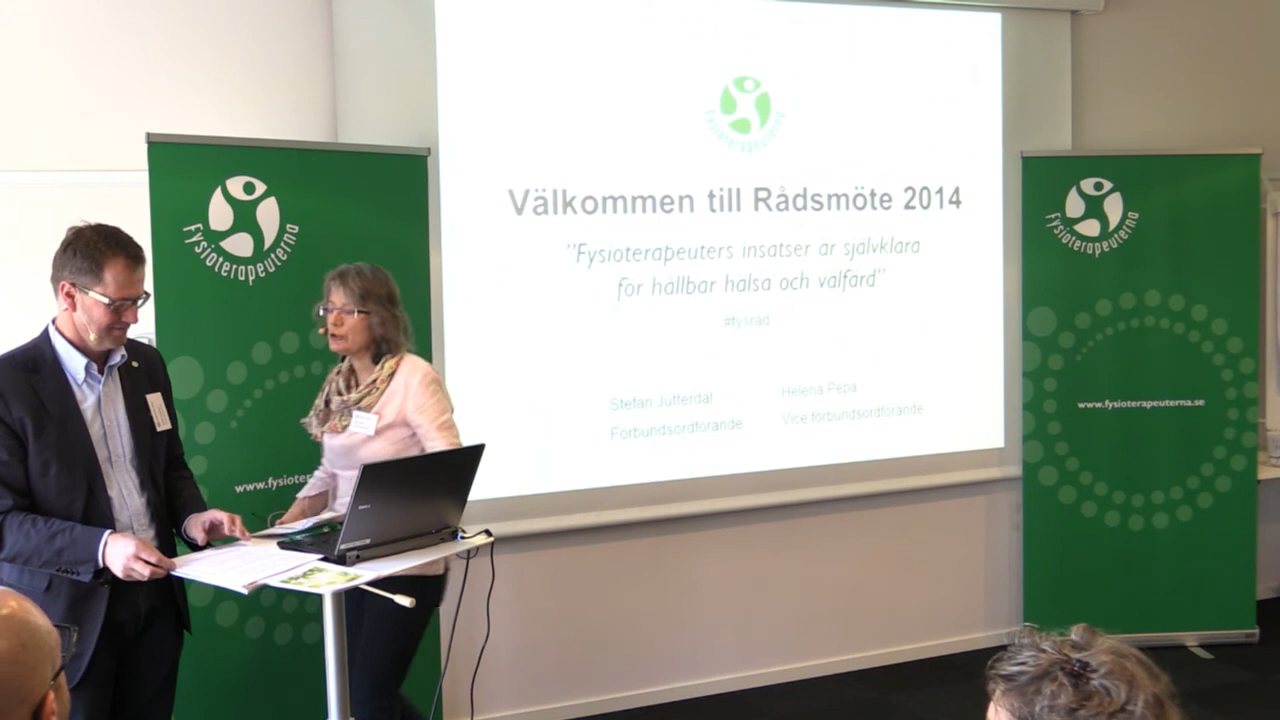 Fysioterapeuterna
www.fysioter
Fysioterapeuterna
Välkommen till Rådsmöte 2014
"Fysioterapeuters insatser är självklara
för hållbar hälsa och välfärd"
#fysråd
Stefan Jutterdal
Förbundsordförande
Helena Pepa
Vice förbundsordförande
Fysioterapeuterna
www.fysioterapeuterna.se